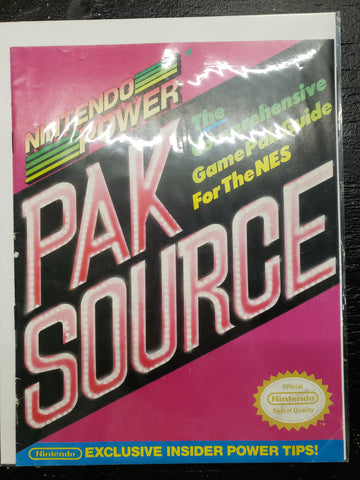 NINTENDO
POWER
The
Comprehensive
Game Pak Guide
For The NES
PAK
SOURCE
Official
Nintendo
Seal of Quality
Nintendo EXCLUSIVE INSIDER POWER TIPS!